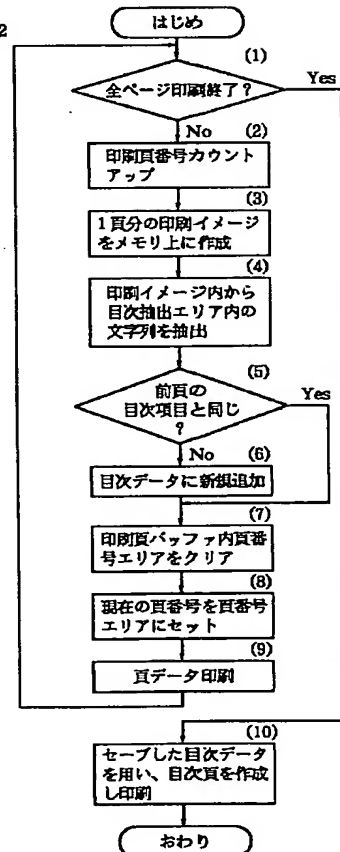 2
はじめ
(1)
全ページ印刷終了?
Yes
No
(2)
印刷頁番号カウント
アップ
(3)
1頁分の印刷イメージ
をメモリ上に作成
(4)
印刷イメージ内から
目次抽出エリア内の
文字列を抽出
(5)
前頁の
目次項目と同じ
?
Yes
No
(6)
目次データに新規追加
(7)
印刷頁バッファ内頁番
号エリアをクリア
(8)
現在の頁番号を頁番号
エリアにセット
(9)
頁データ印刷
(10)
セーブした目次データ
を用い、目次頁を作成
し印刷
おわり